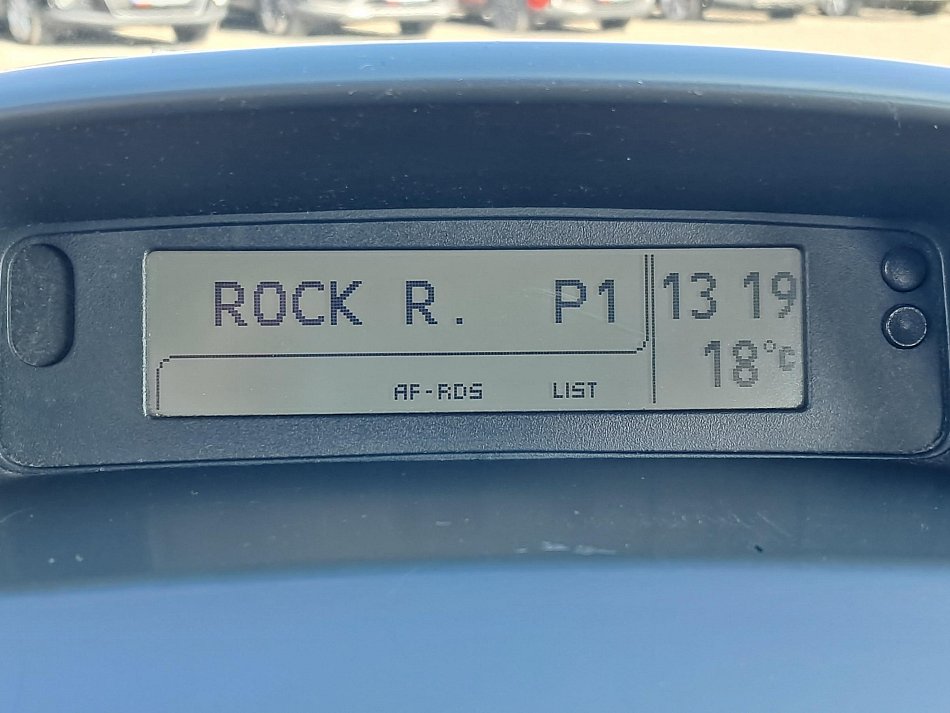 ROCK R. P1 13 19
18°C
AF-RDS LIST